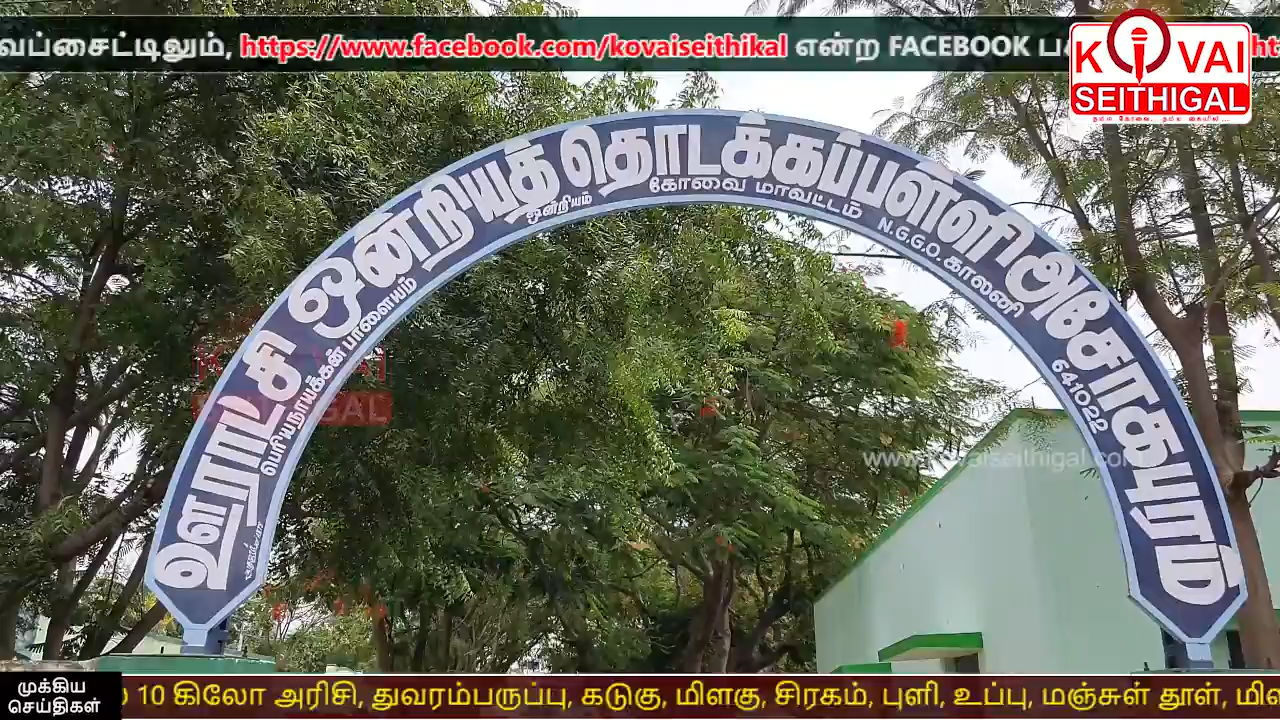 வப்சைட்டிலும், https://www.facebook.com/kovaiseithikal என்ற FACEBOOK
KOVAI
SEITHIGAL
நம்ம கோவை.. நம்ம கையில்...
ஊராட்சி ஒன்றியத் தொடக்கப்பள்ளி அசோகபுரம்
பெரியநாயக்கன் பாளையம் ஒன்றியம் கோவை மாவட்டம் N.G.G.O. காலனி 641022
www.kovaiseithigal.com
முக்கிய
செய்திகள்
10 கிலோ அரிசி, துவரம்பருப்பு, கடுகு, மிளகு, சிரகம், புளி, உப்பு, மஞ்சுள் தூள்,